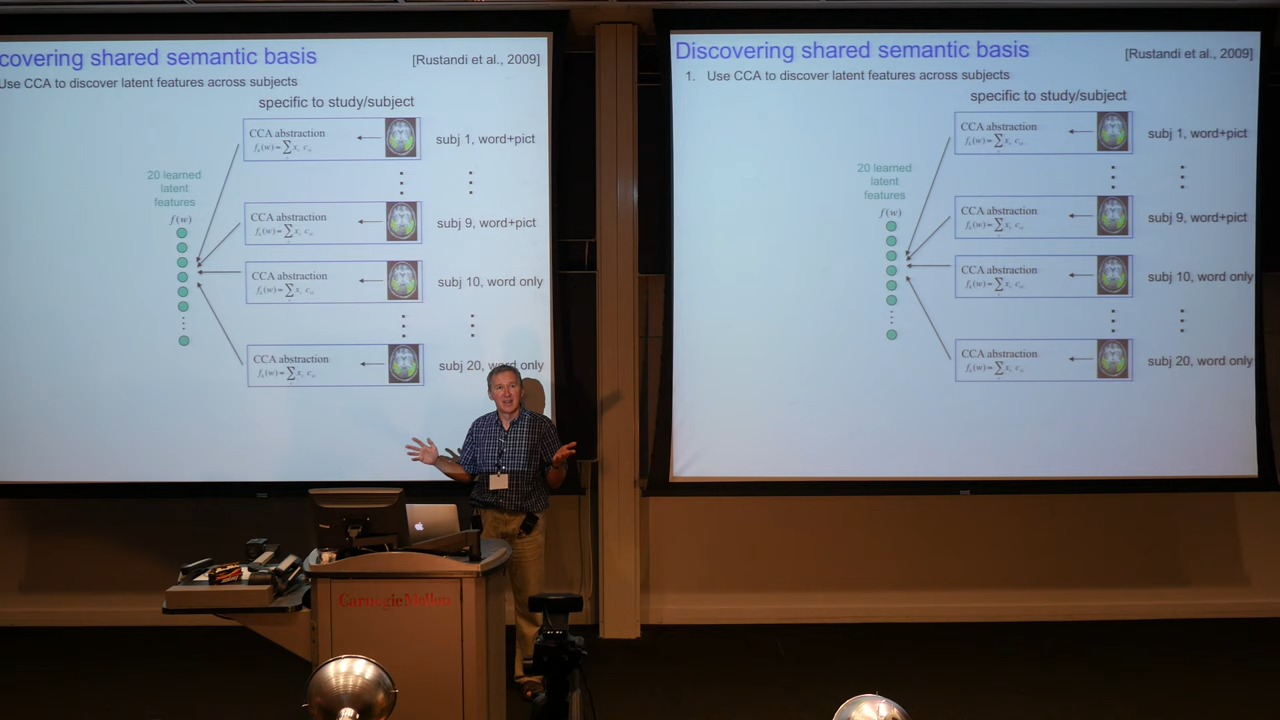 covering shared semantic basis
[Rustandi et al., 2009]
Use CCA to discover latent features across subjects
specific to study/subject
CCA abstraction
subj 1, word+pict
20 learned
latent
features
f(w)
CCA abstraction
subj 9, word+pict
CCA abstraction
subj 10, word only
CCA abstraction
subj 20, word only
Discovering shared semantic basis
[Rustandi et al., 2009]
1. Use CCA to discover latent features across subjects
specific to study/subject
CCA abstraction
subj 1, word+pict
20 learned
latent
features
f(w)
CCA abstraction
subj 9, word+pict
CCA abstraction
subj 10, word only
CCA abstraction
subj 20, word only
Carnegie Mellon